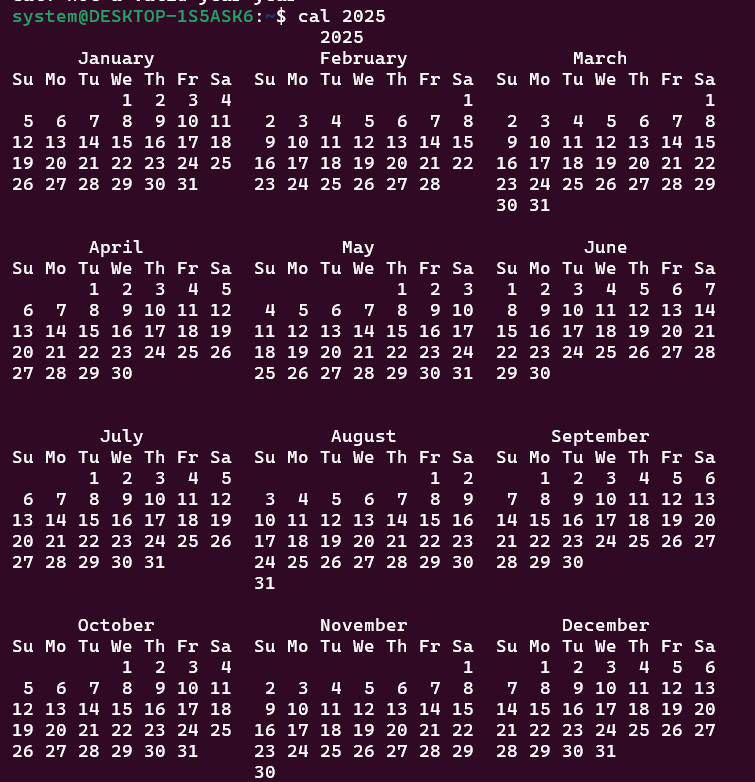 system@DESKTOP-1S5ASK6:~$ cal 2025
                            2025
      January               February               March
Su Mo Tu We Th Fr Sa  Su Mo Tu We Th Fr Sa  Su Mo Tu We Th Fr Sa
          1  2  3  4                     1                     1
 5  6  7  8  9 10 11   2  3  4  5  6  7  8   2  3  4  5  6  7  8
12 13 14 15 16 17 18   9 10 11 12 13 14 15   9 10 11 12 13 14 15
19 20 21 22 23 24 25  16 17 18 19 20 21 22  16 17 18 19 20 21 22
26 27 28 29 30 31     23 24 25 26 27 28     23 24 25 26 27 28 29
                                            30 31

       April                  May                   June
Su Mo Tu We Th Fr Sa  Su Mo Tu We Th Fr Sa  Su Mo Tu We Th Fr Sa
       1  2  3  4  5               1  2  3   1  2  3  4  5  6  7
 6  7  8  9 10 11 12   4  5  6  7  8  9 10   8  9 10 11 12 13 14
13 14 15 16 17 18 19  11 12 13 14 15 16 17  15 16 17 18 19 20 21
20 21 22 23 24 25 26  18 19 20 21 22 23 24  22 23 24 25 26 27 28
27 28 29 30           25 26 27 28 29 30 31  29 30

        July                 August              September
Su Mo Tu We Th Fr Sa  Su Mo Tu We Th Fr Sa  Su Mo Tu We Th Fr Sa
       1  2  3  4  5                  1  2      1  2  3  4  5  6
 6  7  8  9 10 11 12   3  4  5  6  7  8  9   7  8  9 10 11 12 13
13 14 15 16 17 18 19  10 11 12 13 14 15 16  14 15 16 17 18 19 20
20 21 22 23 24 25 26  17 18 19 20 21 22 23  21 22 23 24 25 26 27
27 28 29 30 31        24 25 26 27 28 29 30  28 29 30
                      31

      October               November              December
Su Mo Tu We Th Fr Sa  Su Mo Tu We Th Fr Sa  Su Mo Tu We Th Fr Sa
          1  2  3  4                     1      1  2  3  4  5  6
 5  6  7  8  9 10 11   2  3  4  5  6  7  8   7  8  9 10 11 12 13
12 13 14 15 16 17 18   9 10 11 12 13 14 15  14 15 16 17 18 19 20
19 20 21 22 23 24 25  16 17 18 19 20 21 22  21 22 23 24 25 26 27
26 27 28 29 30 31     23 24 25 26 27 28 29  28 29 30 31
                      30